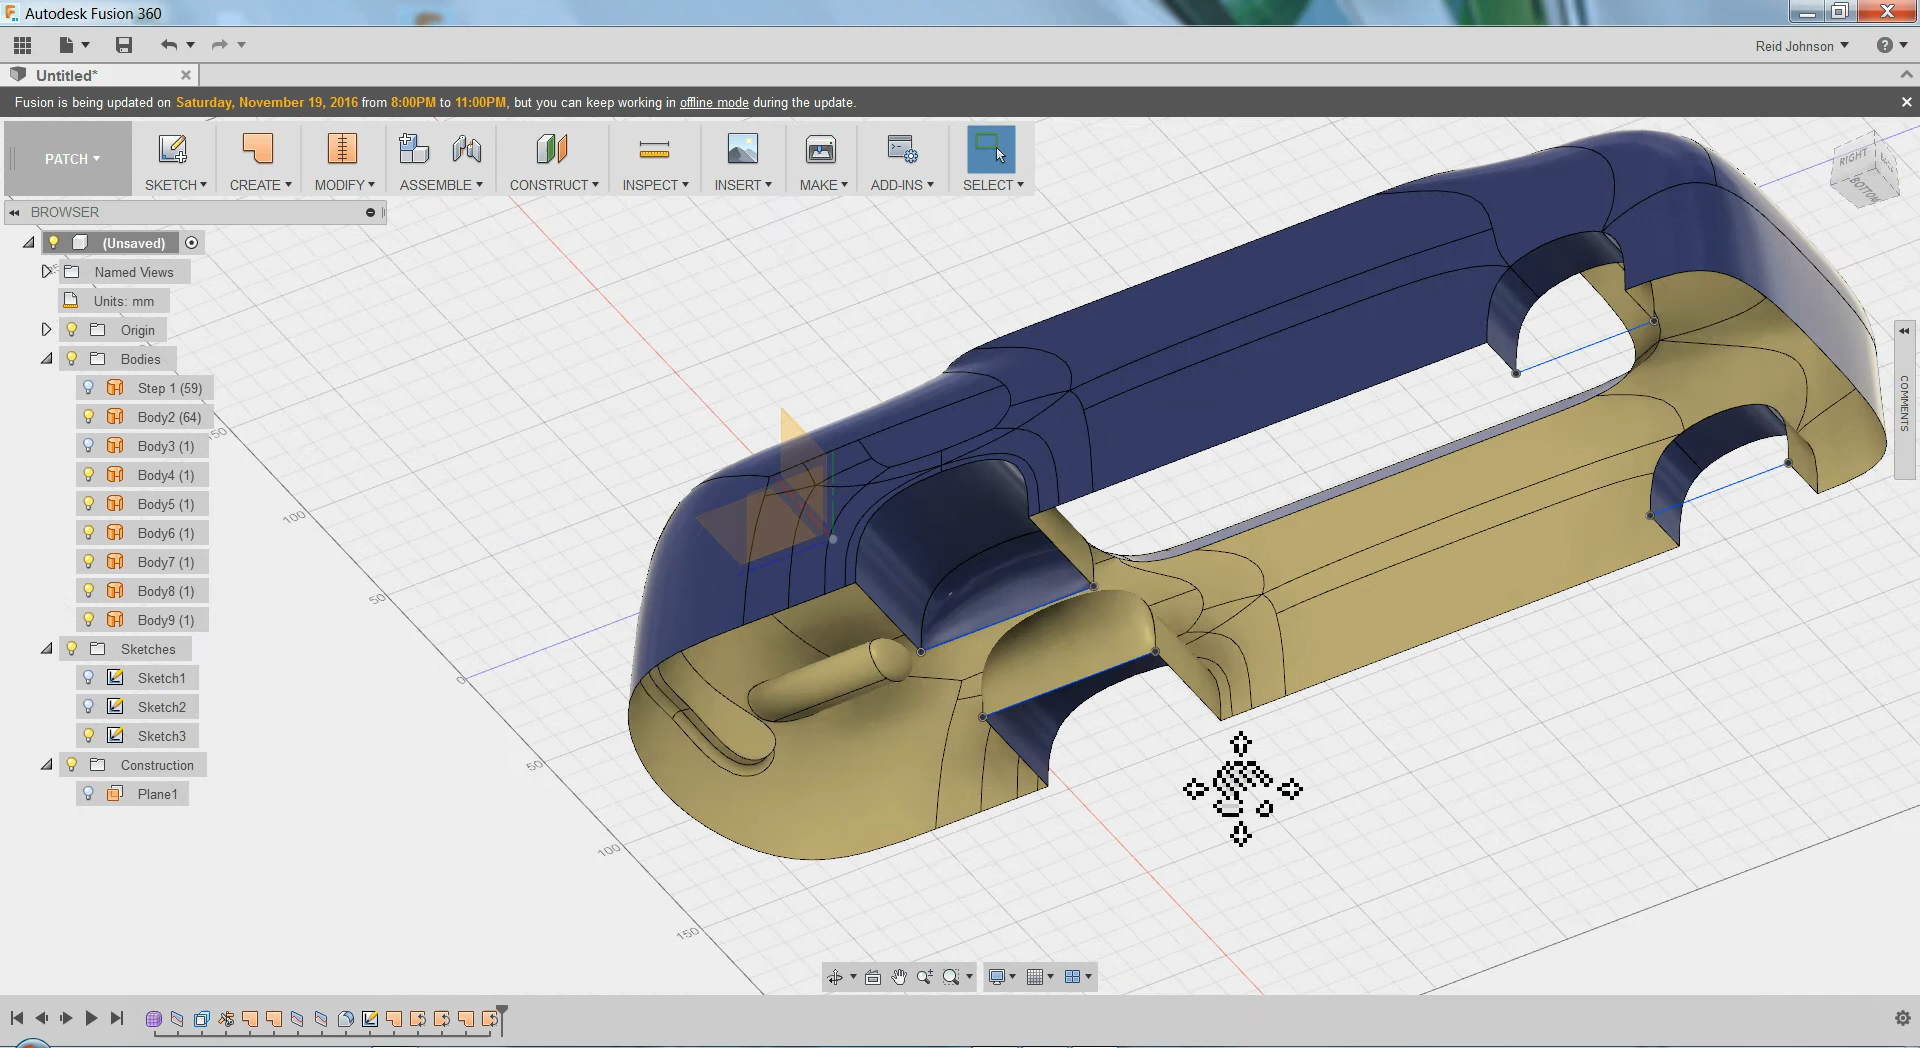 Autodesk Fusion 360
Reid Johnson
Untitled*
Fusion is being updated on Saturday, November 19, 2016 from 8:00PM to 11:00PM, but you can keep working in offline mode during the update.
PATCH
SKETCH
CREATE
MODIFY
ASSEMBLE
CONSTRUCT
INSPECT
INSERT
MAKE
ADD-INS
SELECT
RIGHT
BOTTOM
BROWSER
(Unsaved)
Named Views
Units: mm
Origin
Bodies
Step 1 (59)
Body2 (64)
Body3 (1)
Body4 (1)
Body5 (1)
Body6 (1)
Body7 (1)
Body8 (1)
Body9 (1)
Sketches
Sketch1
Sketch2
Sketch3
Construction
Plane1
COMMENTS
150
100
50
0
50
100
150